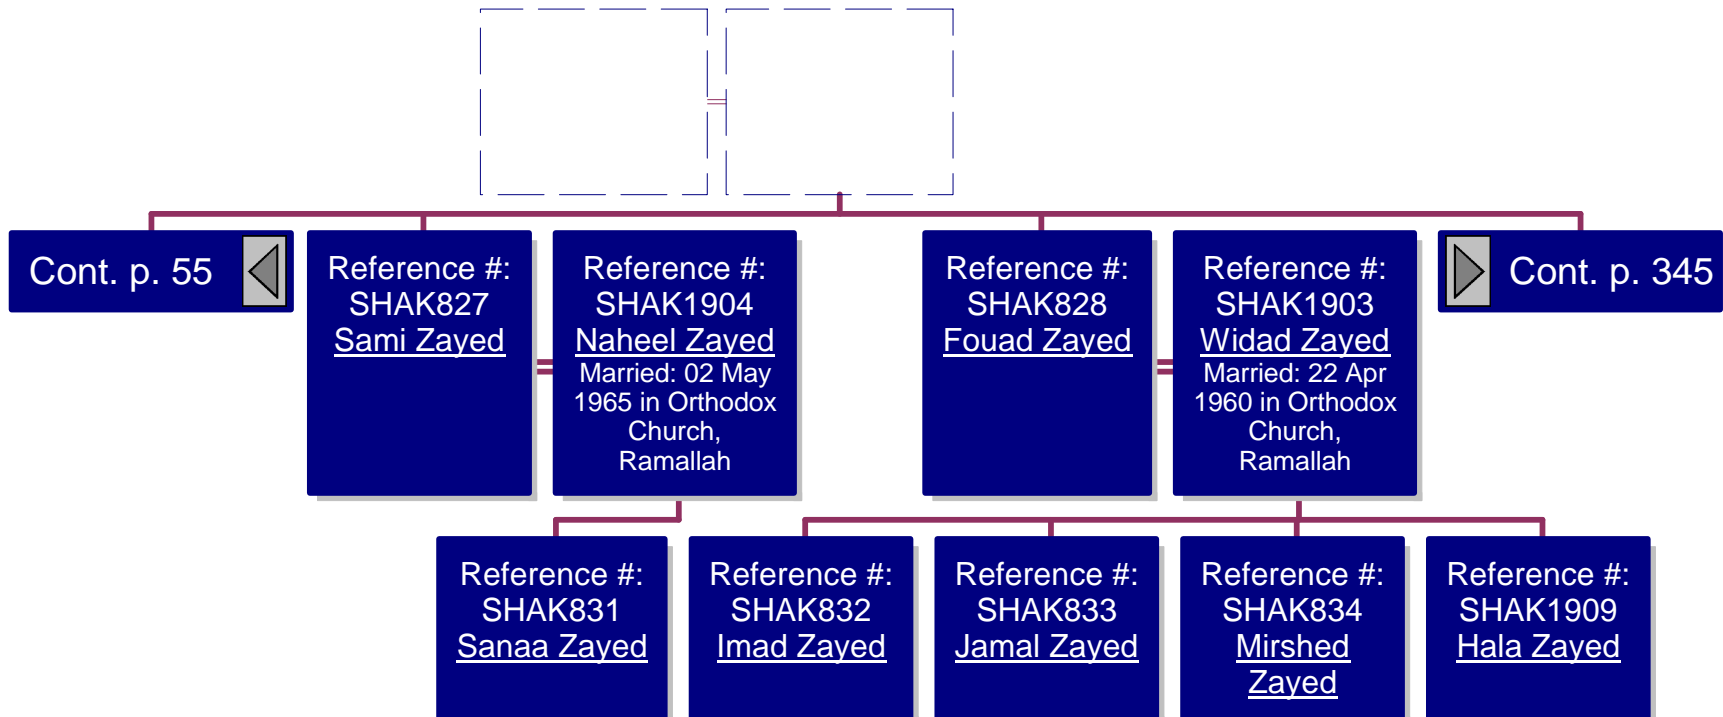 Cont. p. 55
Reference #:
SHAK827
Sami Zayed
Reference #:
SHAK1904
Naheel Zayed
Married: 02 May
1965 in Orthodox
Church,
Ramallah
Reference #:
SHAK828
Fouad Zayed
Reference #:
SHAK1903
Widad Zayed
Married: 22 Apr
1960 in Orthodox
Church,
Ramallah
Cont. p. 345
Reference #:
SHAK831
Sanaa Zayed
Reference #:
SHAK832
Imad Zayed
Reference #:
SHAK833
Jamal Zayed
Reference #:
SHAK834
Mirshed
Zayed
Reference #:
SHAK1909
Hala Zayed